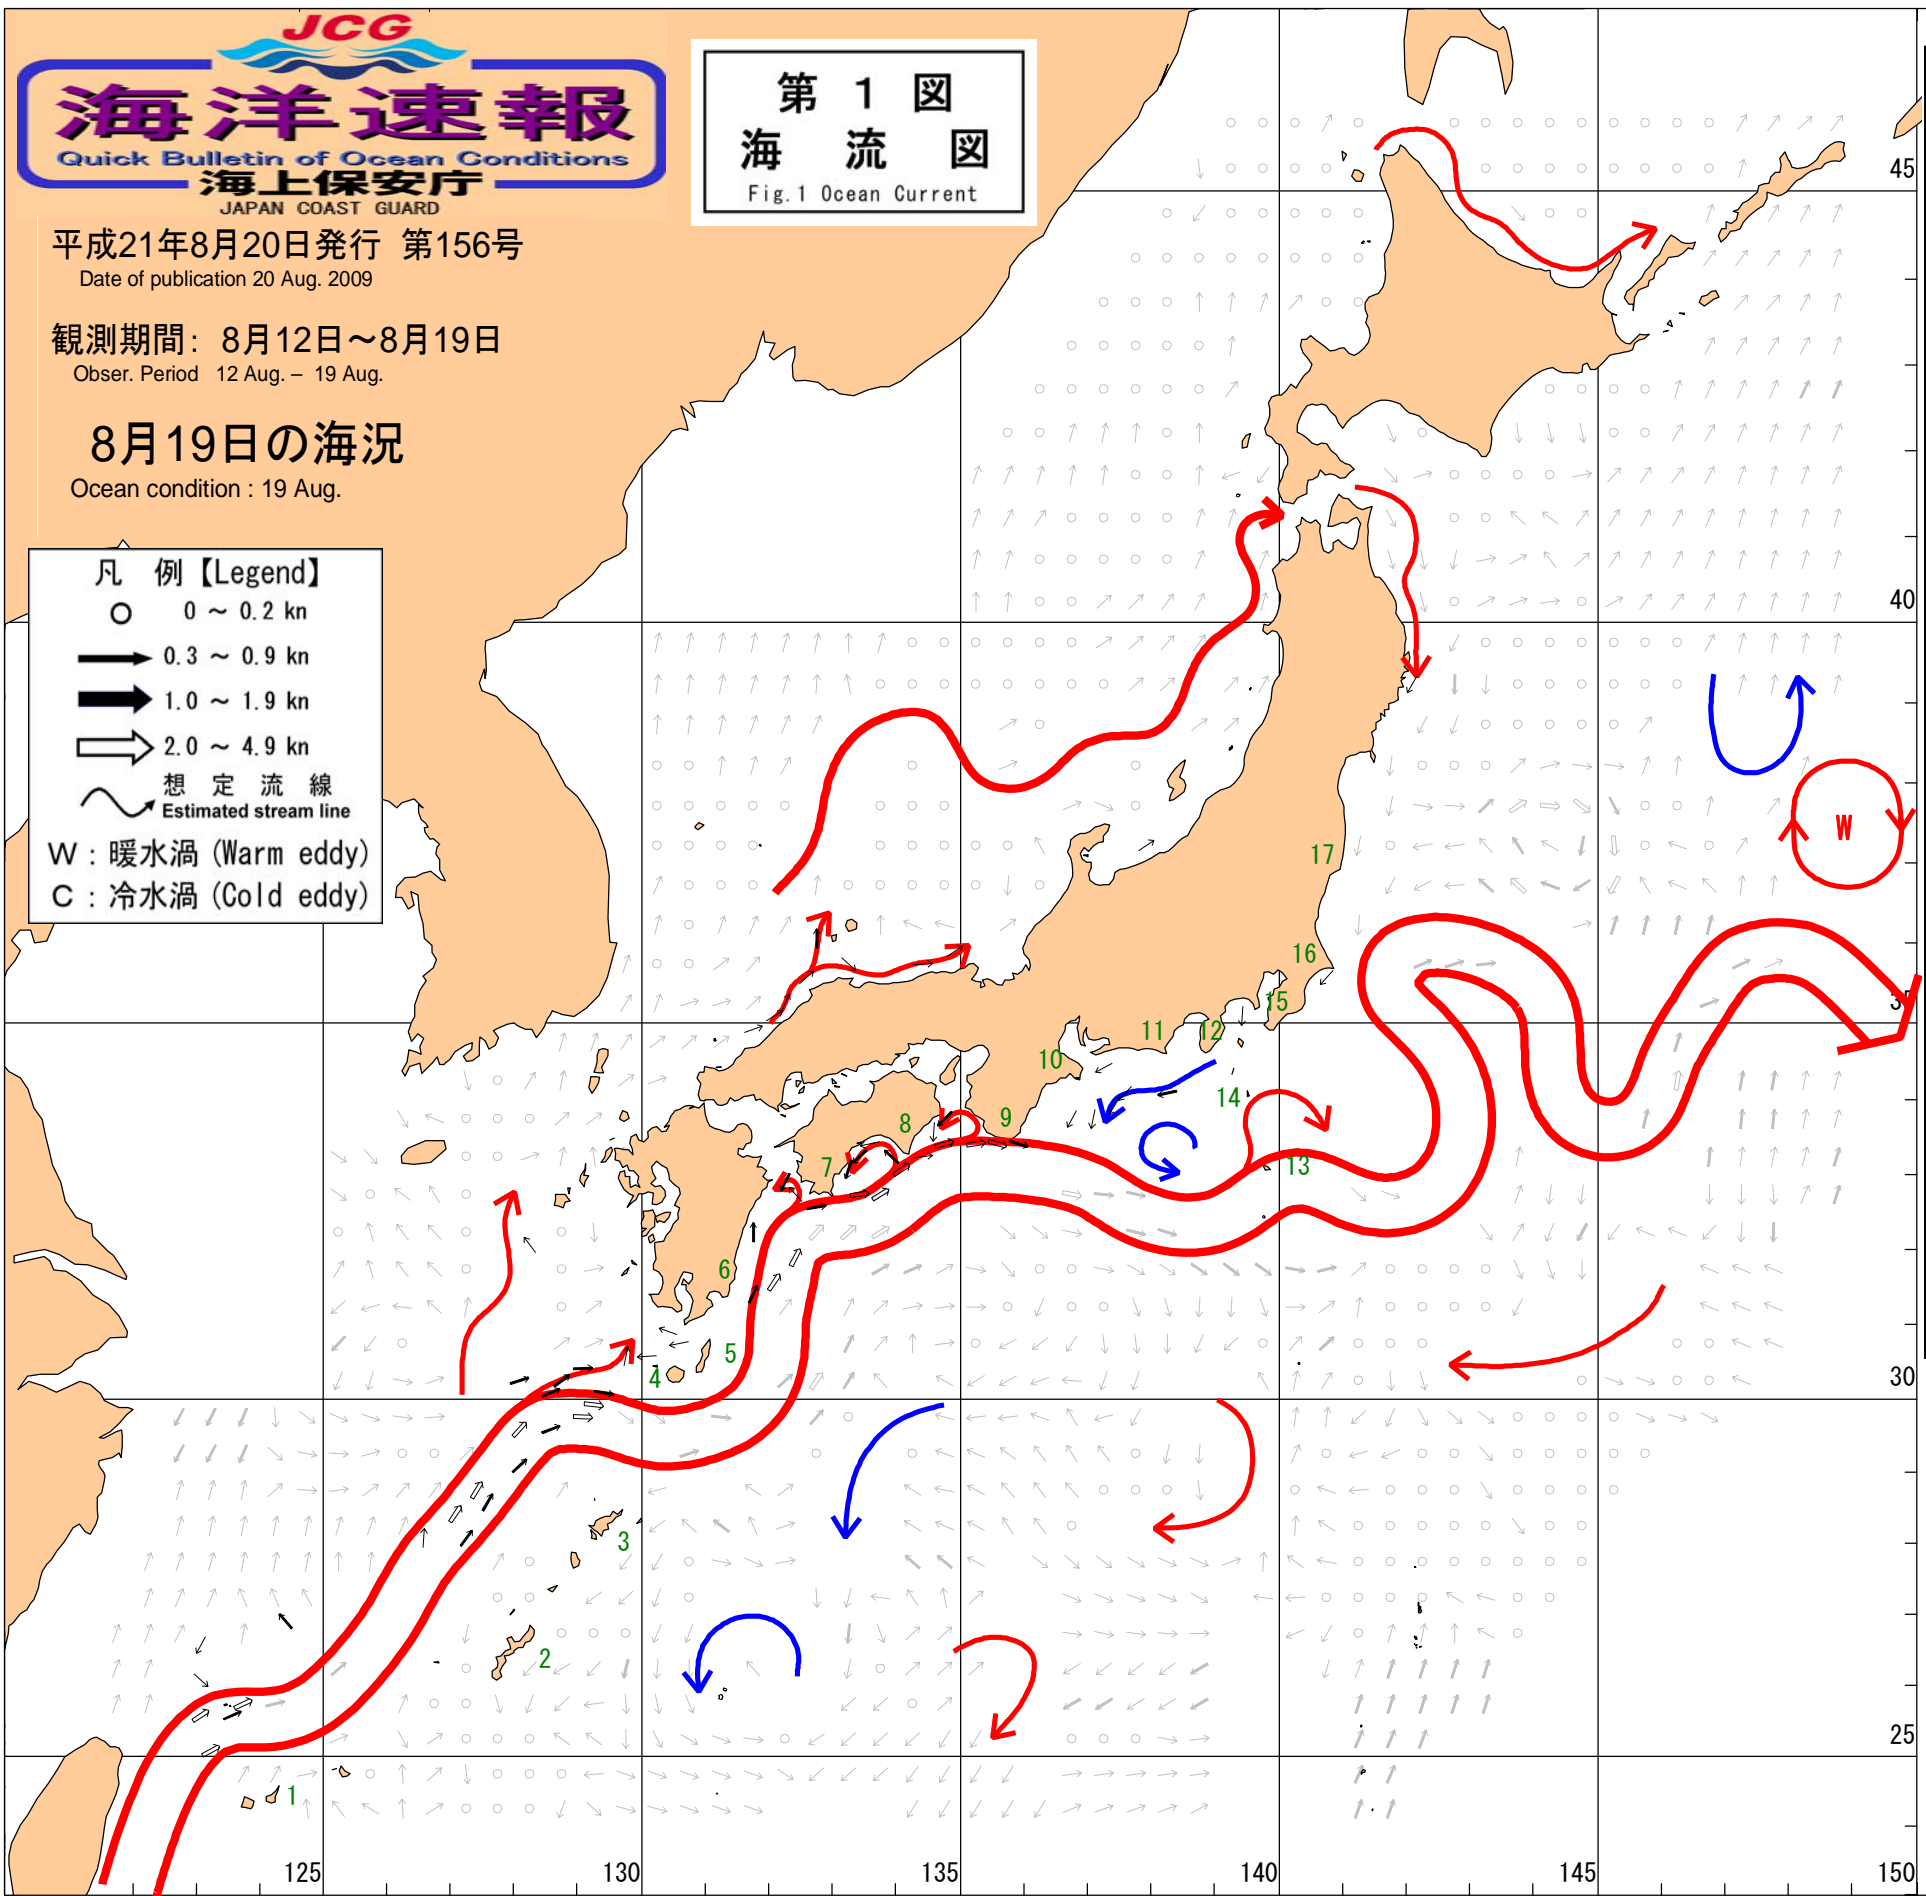 JCG
海洋速報
Quick Bulletin of Ocean Conditions
海上保安庁
JAPAN COAST GUARD
第 1 図
海 流 図
Fig.1 Ocean Current
平成21年8月20日発行 第156号
Date of publication 20 Aug. 2009
観測期間: 8月12日~8月19日
Obser. Period 12 Aug. – 19 Aug.
8月19日の海況
Ocean condition : 19 Aug.
凡 例【Legend】
0 ~ 0.2 kn
0.3 ~ 0.9 kn
1.0 ~ 1.9 kn
2.0 ~ 4.9 kn
想 定 流 線
Estimated stream line
W : 暖水渦 (Warm eddy)
C : 冷水渦 (Cold eddy)
45
40
W
17
16
15
35
11
12
10
14
9
8
13
7
6
5
4
30
3
2
25
1
125
130
135
140
145
150